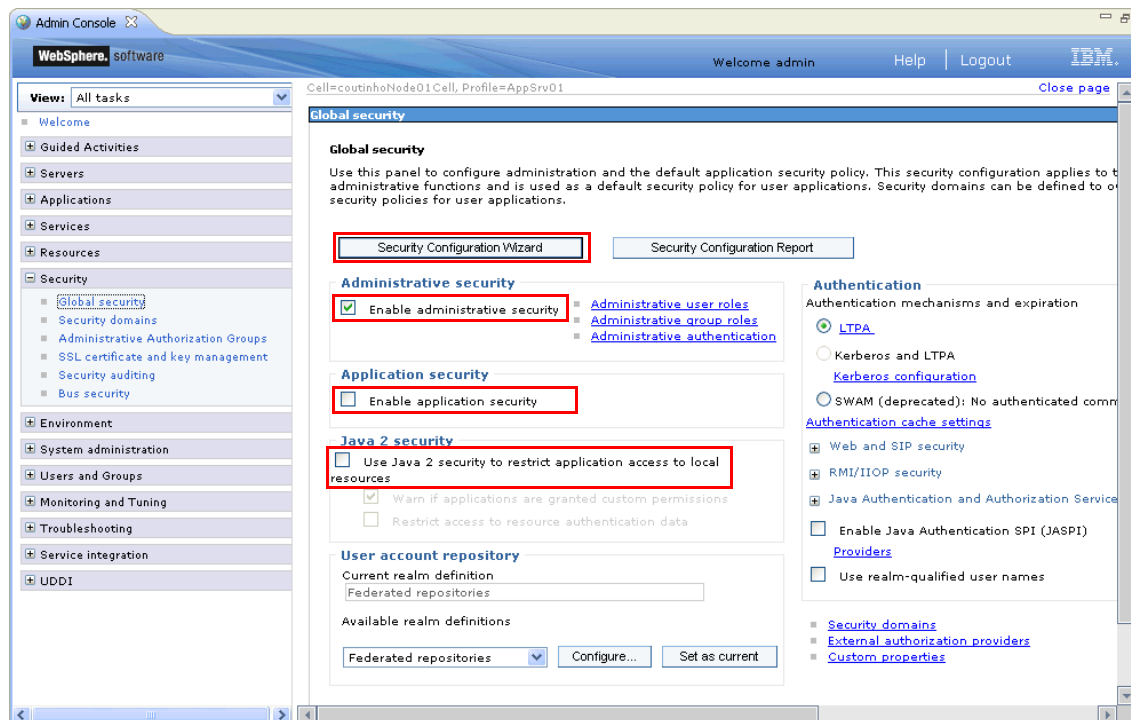 Admin Console
WebSphere. software
Welcome admin
Help
Logout
IBM.
View: All tasks
Welcome
Guided Activities
Servers
Applications
Services
Resources
Security
Global security
Security domains
Administrative Authorization Groups
SSL certificate and key management
Security auditing
Bus security
Environment
System administration
Users and Groups
Monitoring and Tuning
Troubleshooting
Service integration
UDDI
Cell=coutinhoNode01Cell, Profile=AppSrv01
Close page
Global security
Global security
Use this panel to configure administration and the default application security policy. This security configuration applies to t
administrative functions and is used as a default security policy for user applications. Security domains can be defined to o
security policies for user applications.
Security Configuration Wizard
Security Configuration Report
Administrative security
Enable administrative security
Administrative user roles
Administrative group roles
Administrative authentication
Application security
Enable application security
Java 2 security
Use Java 2 security to restrict application access to local
resources
Warn if applications are granted custom permissions
Restrict access to resource authentication data
User account repository
Current realm definition
Federated repositories
Available realm definitions
Federated repositories
Configure...
Set as current
Authentication
Authentication mechanisms and expiration
LTPA
Kerberos and LTPA
Kerberos configuration
SWAM (deprecated): No authenticated comm
Authentication cache settings
Web and SIP security
RMI/IIOP security
Java Authentication and Authorization Service
Enable Java Authentication SPI (JASPI)
Providers
Use realm-qualified user names
Security domains
External authorization providers
Custom properties